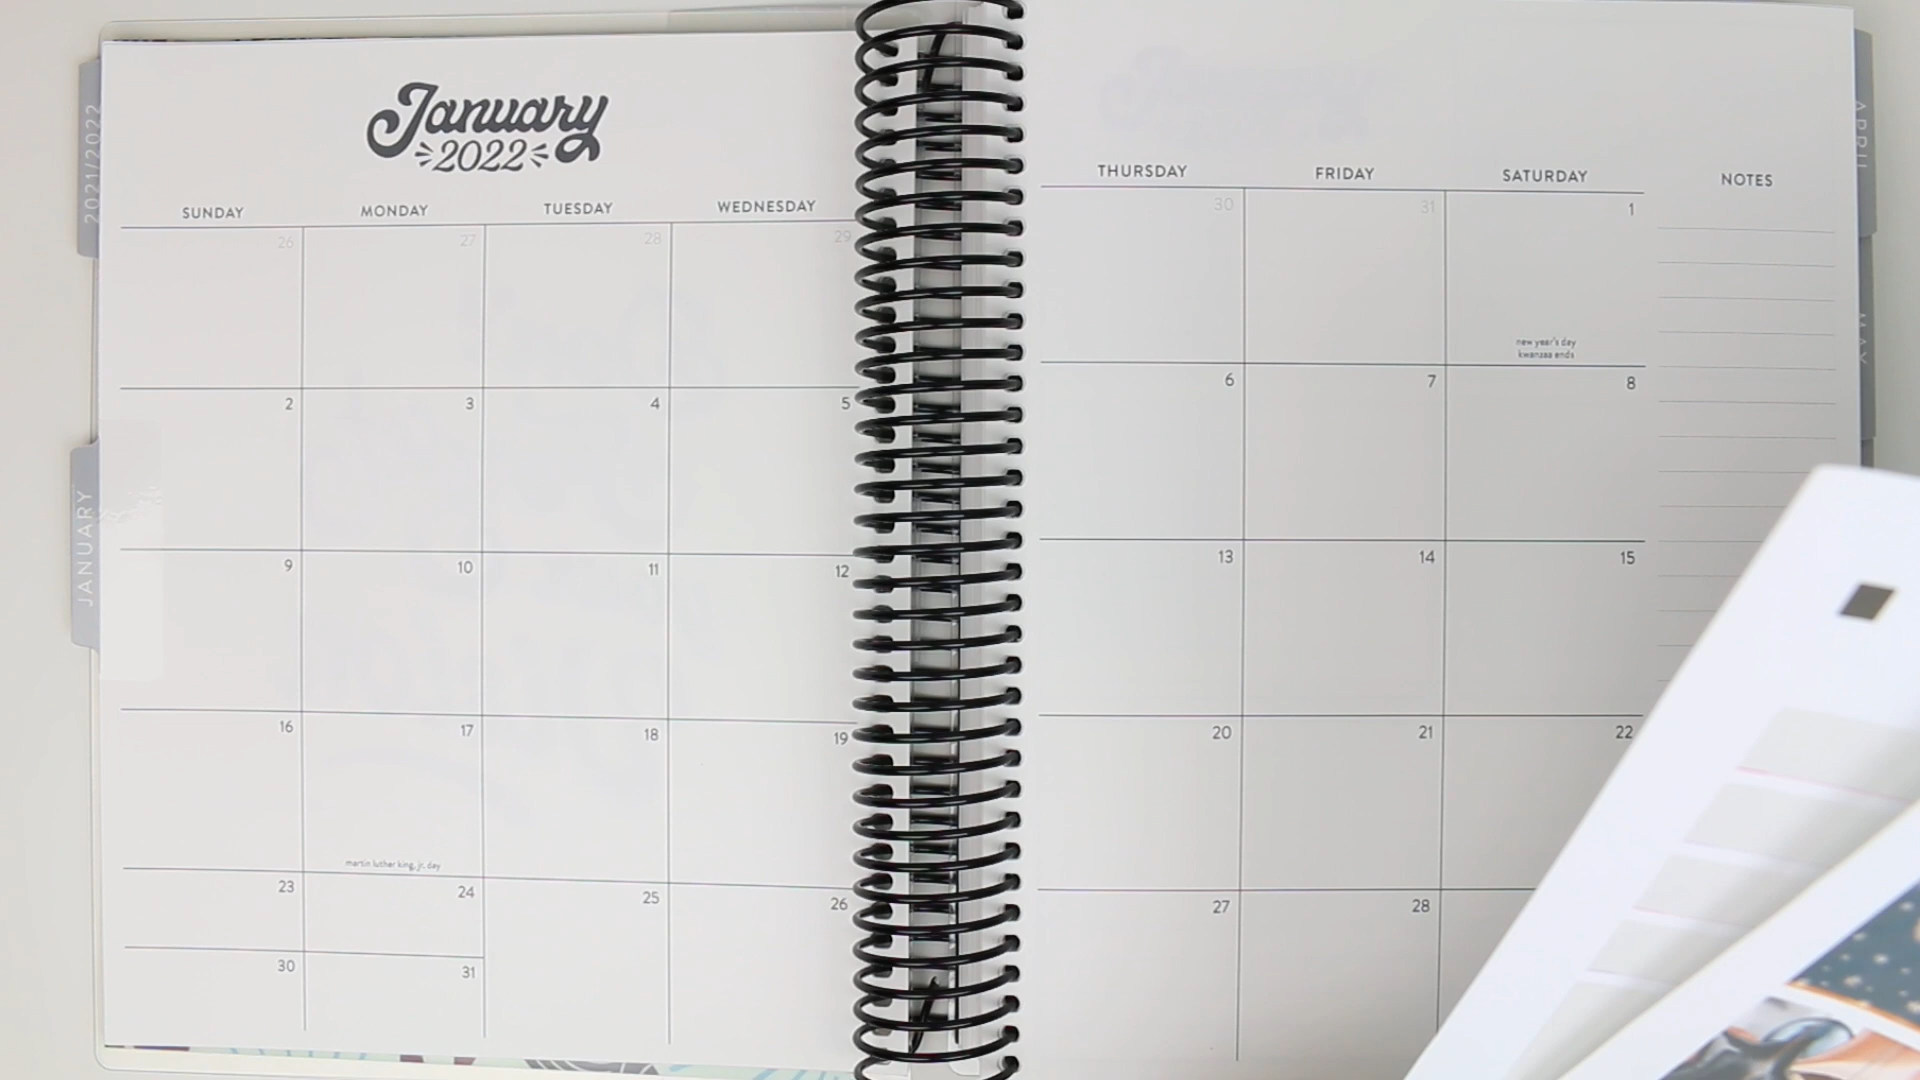 January
2022
SUNDAY MONDAY TUESDAY WEDNESDAY THURSDAY FRIDAY SATURDAY NOTES
26 27 28 29 30 31 1
new year's day
kwanzaa ends
2 3 4 5 6 7 8
9 10 11 12 13 14 15
16 17 18 19 20 21 22
martin luther king, jr. day
23 24 25 26 27 28
30 31
2021/2022
JANUARY
APRIL
MAY